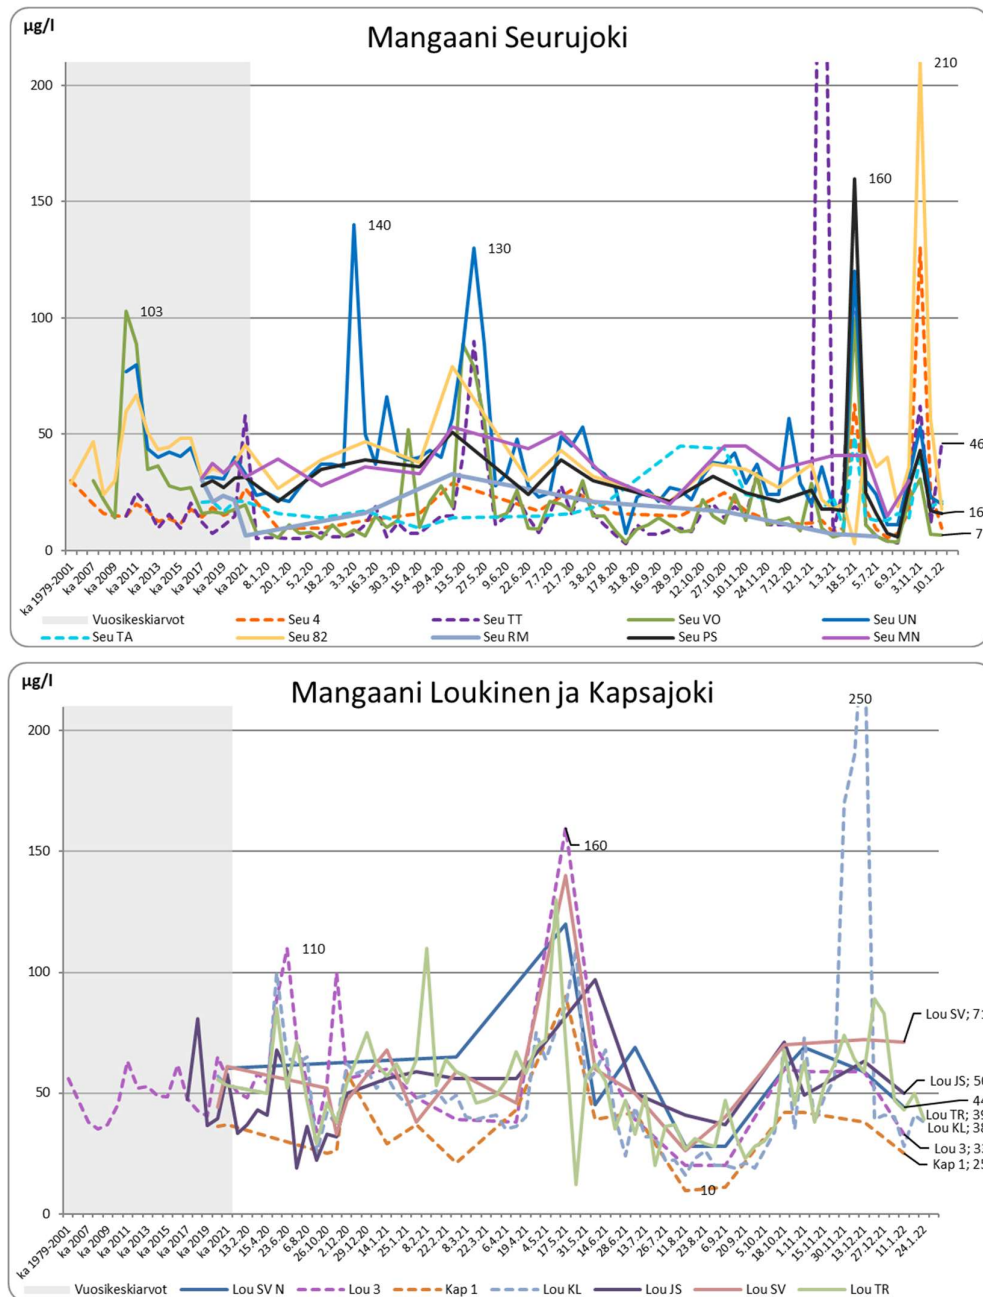 µg/l
Mangaani Seurujoki
200
150
100
50
0
210
160
140
130
103
46
16
7
ka 1979-2001
ka 2007
ka 2009
ka 2011
ka 2013
ka 2015
ka 2017
ka 2019
ka 2021
8.1.20
20.1.20
5.2.20
18.2.20
3.3.20
16.3.20
30.3.20
15.4.20
29.4.20
13.5.20
27.5.20
9.6.20
22.6.20
7.7.20
21.7.20
3.8.20
17.8.20
31.8.20
16.9.20
28.9.20
12.10.20
27.10.20
10.11.20
24.11.20
7.12.20
12.1.21
1.3.21
18.5.21
5.7.21
6.9.21
3.11.21
10.1.22
Vuosikeskiarvot Seu 4 Seu TT Seu VO Seu UN
Seu TA Seu 82 Seu RM Seu PS Seu MN
µg/l
Mangaani Loukinen ja Kapsajoki
200
150
100
50
0
250
160
110
10
Lou SV; 71
Lou JS; 50
44
Lou TR; 39
Lou KL; 38
Lou 3; 33
Kap 1; 25
ka 1979-2001
ka 2007
ka 2009
ka 2011
ka 2013
ka 2015
ka 2017
ka 2019
ka 2021
13.2.20
15.4.20
23.6.20
6.8.20
26.10.20
2.12.20
29.12.20
14.1.21
25.1.21
8.2.21
22.2.21
8.3.21
22.3.21
6.4.21
19.4.21
4.5.21
17.5.21
31.5.21
14.6.21
28.6.21
13.7.21
26.7.21
11.8.21
23.8.21
6.9.21
20.9.21
5.10.21
18.10.21
1.11.21
15.11.21
30.11.21
13.12.21
27.12.21
11.1.22
24.1.22
Vuosikeskiarvot Lou SV N Lou 3 Kap 1 Lou KL Lou JS Lou SV Lou TR